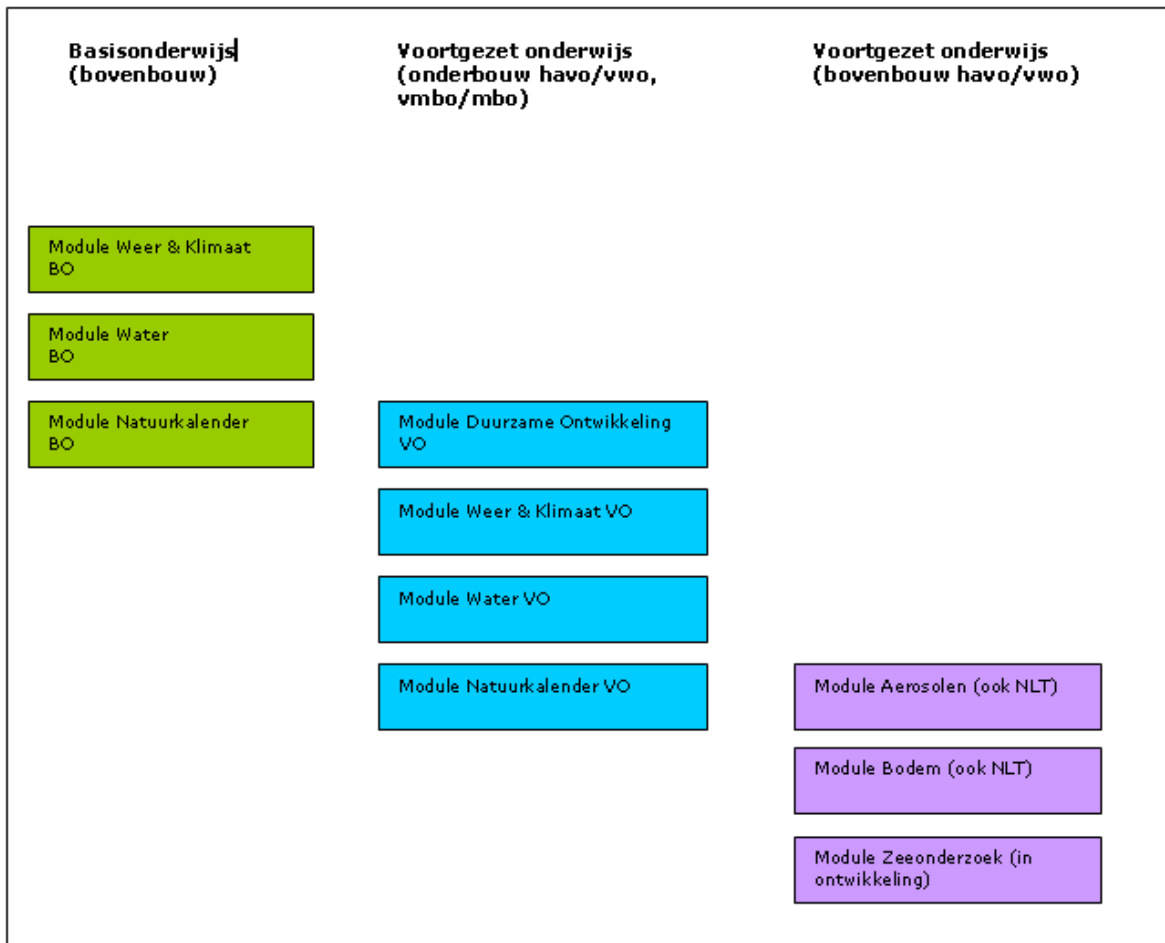 Basisonderwijs
(bovenbouw)
Voortgezet onderwijs
(onderbouw havo/vwo,
vmbo/mbo)
Voortgezet onderwijs
(bovenbouw havo/vwo)
Module Weer & Klimaat
BO
Module Water
BO
Module Natuurkalender
BO
Module Duurzame Ontwikkeling
VO
Module Weer & Klimaat VO
Module Water VO
Module Natuurkalender VO
Module Aerosolen (ook NLT)
Module Bodem (ook NLT)
Module Zeeonderzoek (in
ontwikkeling)